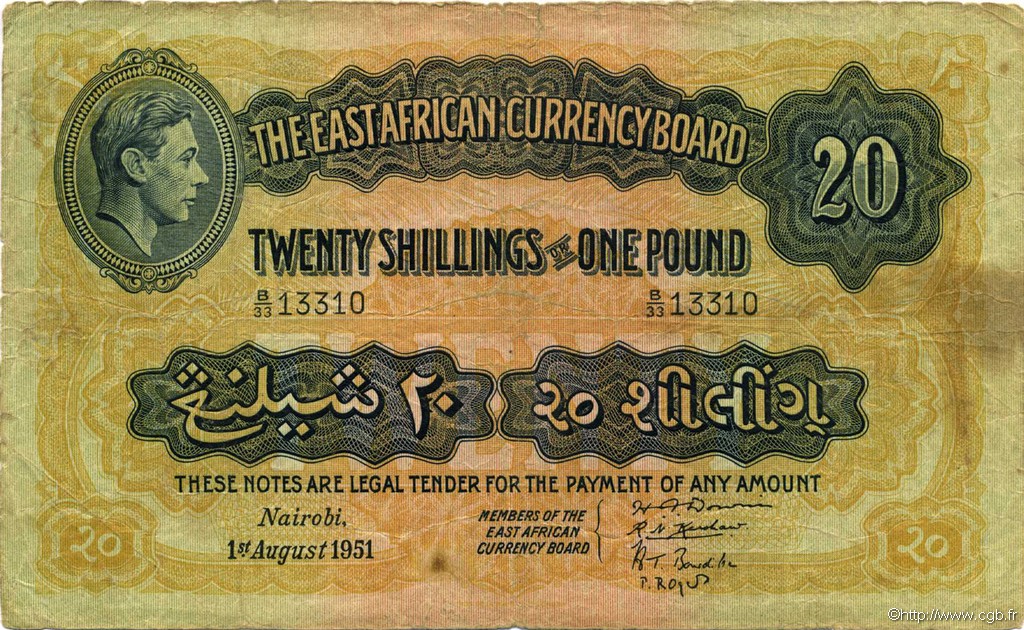 THE EAST AFRICAN CURRENCY BOARD
20
TWENTY SHILLINGS OR ONE POUND
B/33 13310 B/33 13310
٢٠ شيلنڠ
૨૦ શીલીંગ
THESE NOTES ARE LEGAL TENDER FOR THE PAYMENT OF ANY AMOUNT
Nairobi,
1st August 1951
MEMBERS OF THE
EAST AFRICAN
CURRENCY BOARD
૨૦ ૨૦
©http://www.cgb.fr